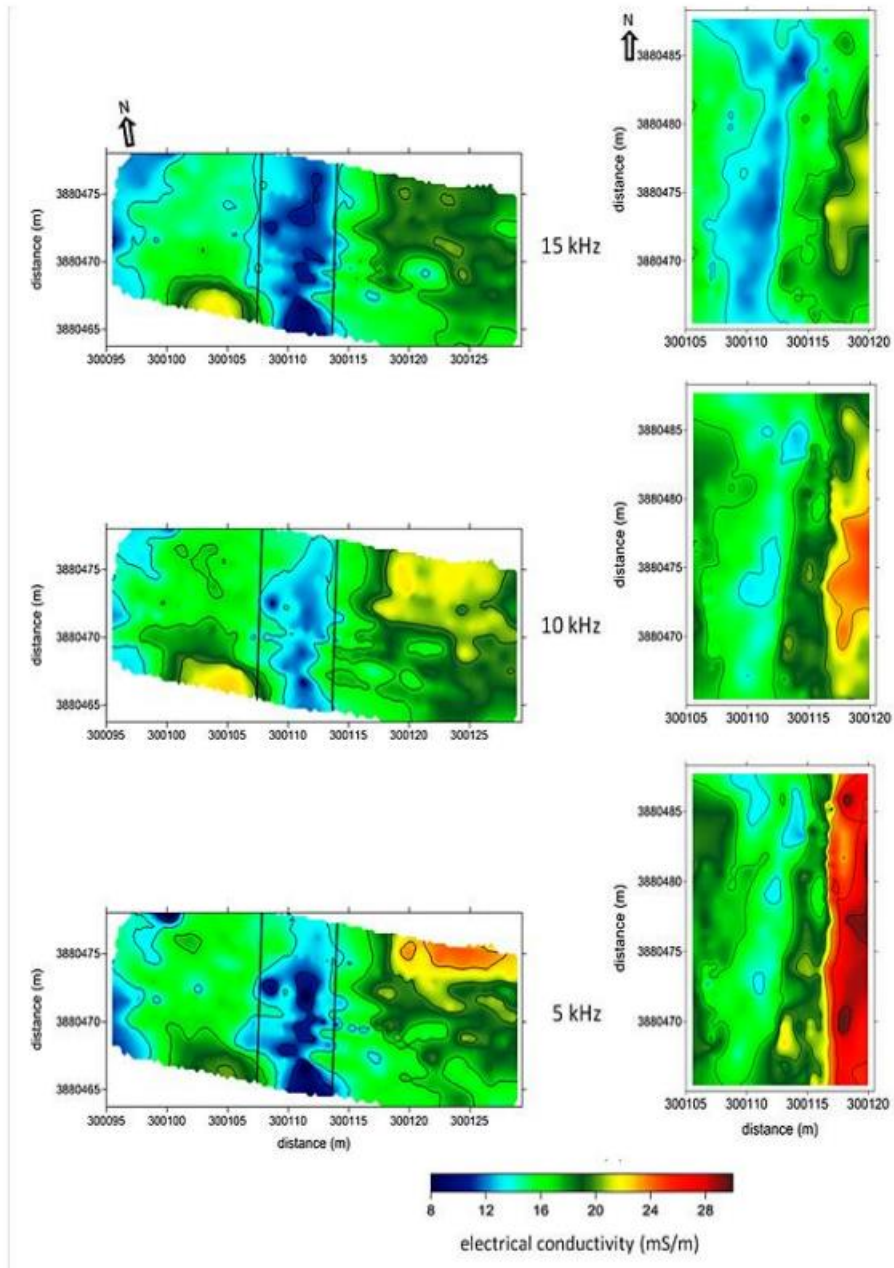 N
N
3880485
3880480
3880475
3880470
distance (m)
300105 300110 300115 300120
3880475
3880470
3880465
distance (m)
300095 300100 300105 300110 300115 300120 300125
15 kHz
3880485
3880480
3880475
3880470
distance (m)
300105 300110 300115 300120
3880475
3880470
3880465
distance (m)
300095 300100 300105 300110 300115 300120 300125
10 kHz
3880485
3880480
3880475
3880470
distance (m)
300105 300110 300115 300120
distance (m)
3880475
3880470
3880465
distance (m)
300095 300100 300105 300110 300115 300120 300125
distance (m)
5 kHz
8 12 16 20 24 28
electrical conductivity (mS/m)